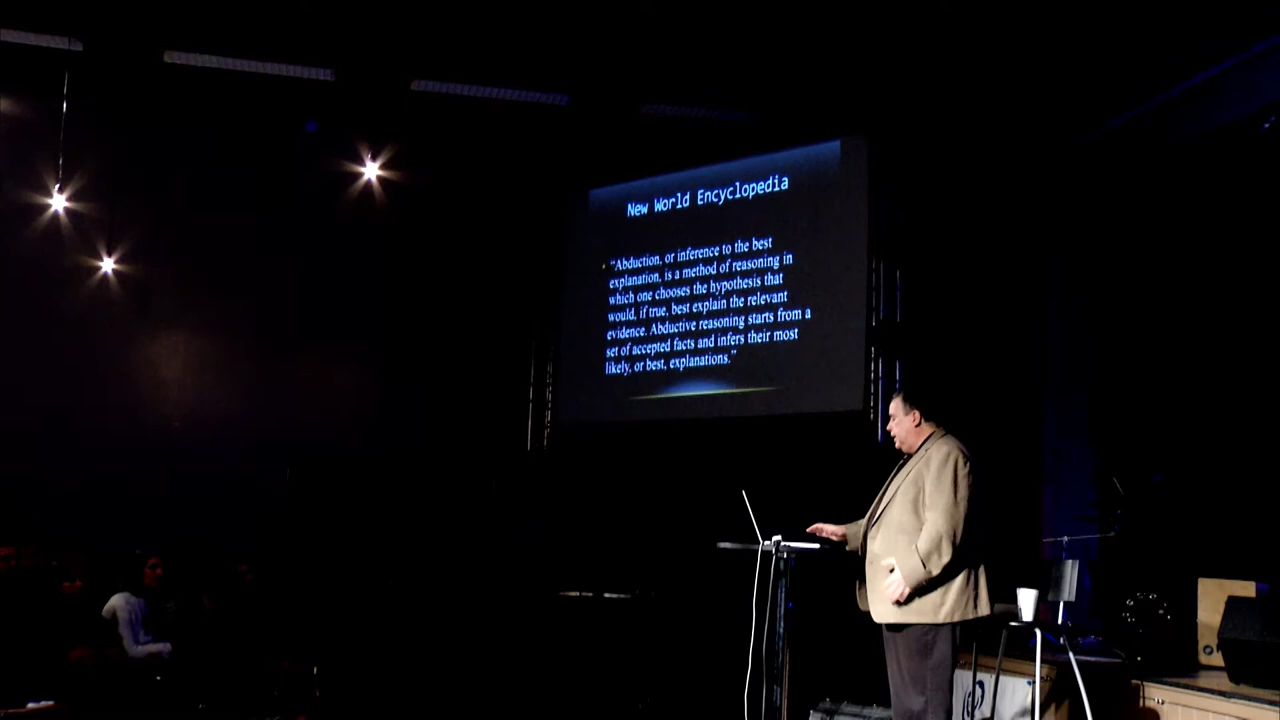 New World Encyclopedia
“Abduction, or inference to the best
explanation, is a method of reasoning in
which one chooses the hypothesis that
would, if true, best explain the relevant
evidence. Abductive reasoning starts from a
set of accepted facts and infers their most
likely, or best, explanations.”